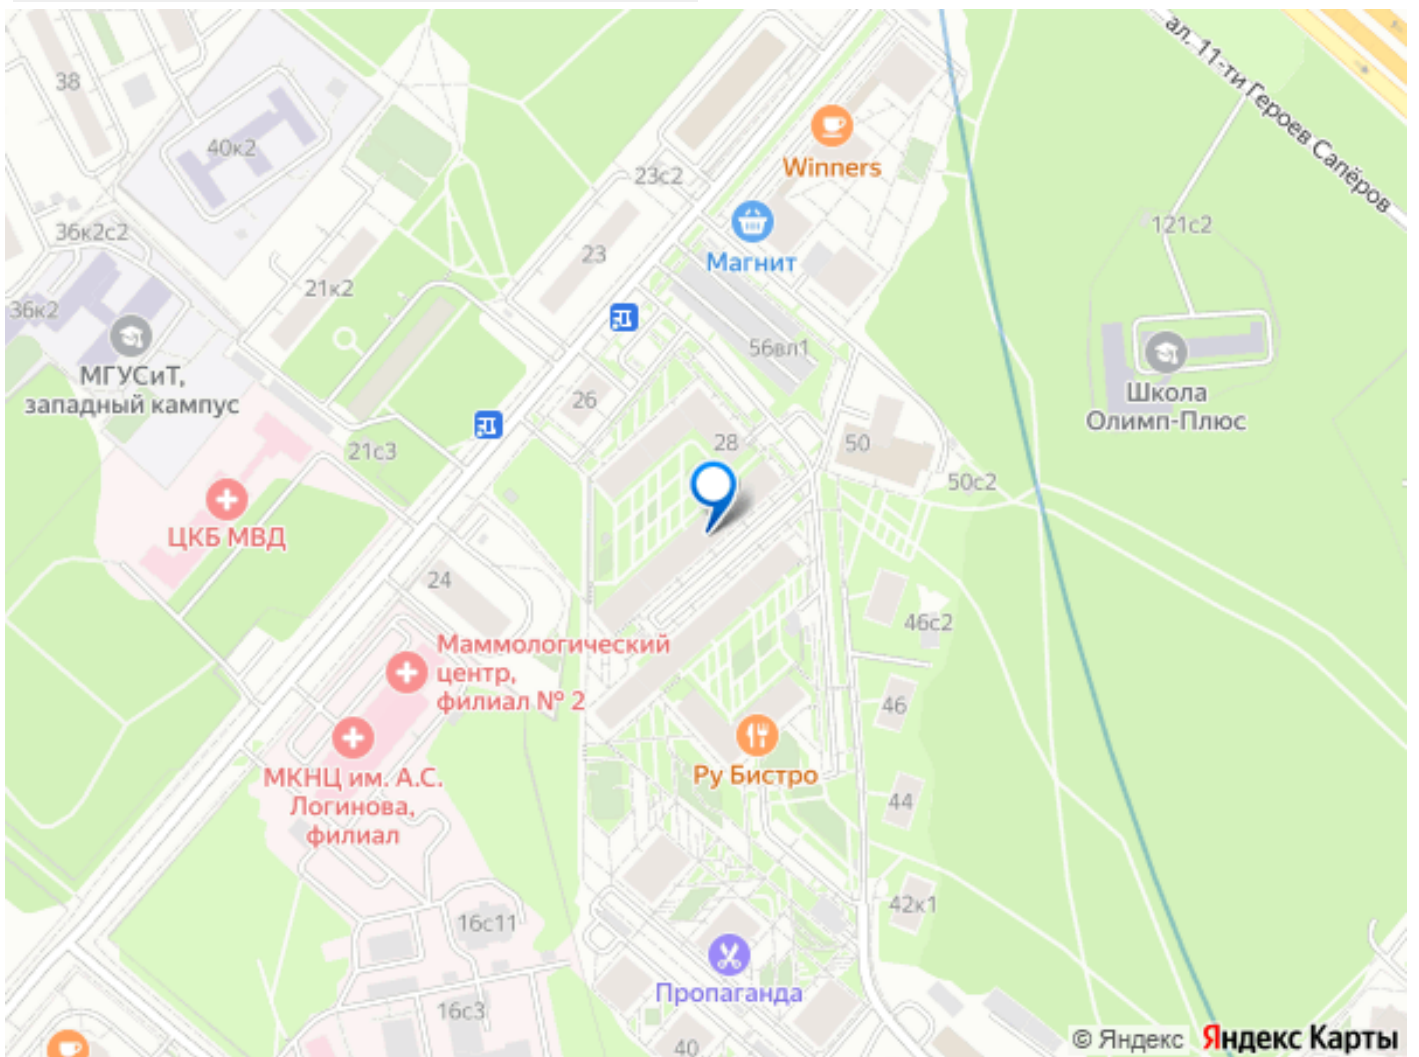 ал. 11-ти Героев Сапёров
38
40к2
Winners
23с2
121с2
36к2с2
23
Магнит
21к2
36к2
56вл1
МГУСиТ,
западный кампус
26
Школа
Олимп-Плюс
28
50
21с3
50с2
ЦКБ МВД
24
46с2
Маммологический
центр,
филиал № 2
46
МКНЦ им. А.С.
Логинова,
филиал
Ру Бистро
44
42к1
16с11
Пропаганда
16с3
40
© Яндекс Яндекс Карты